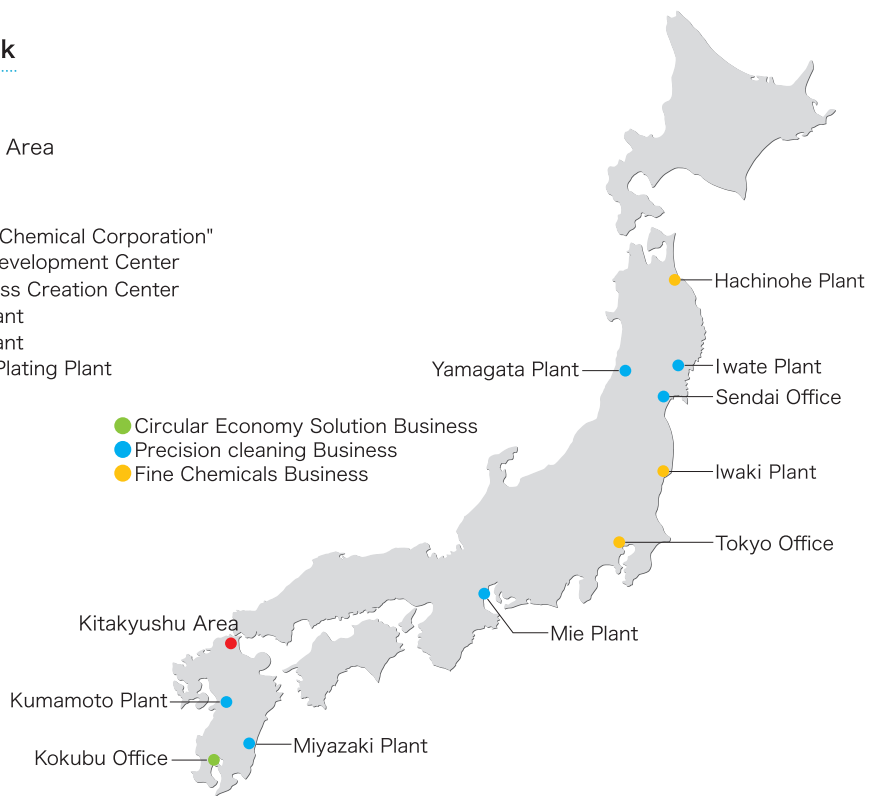 k
Area
Chemical Corporation"
evelopment Center
ss Creation Center
ant
ant
Plating Plant
Hachinohe Plant
Yamagata Plant
Iwate Plant
Sendai Office
Circular Economy Solution Business
Precision cleaning Business
Fine Chemicals Business
Iwaki Plant
Tokyo Office
Kitakyushu Area
Mie Plant
Kumamoto Plant
Miyazaki Plant
Kokubu Office